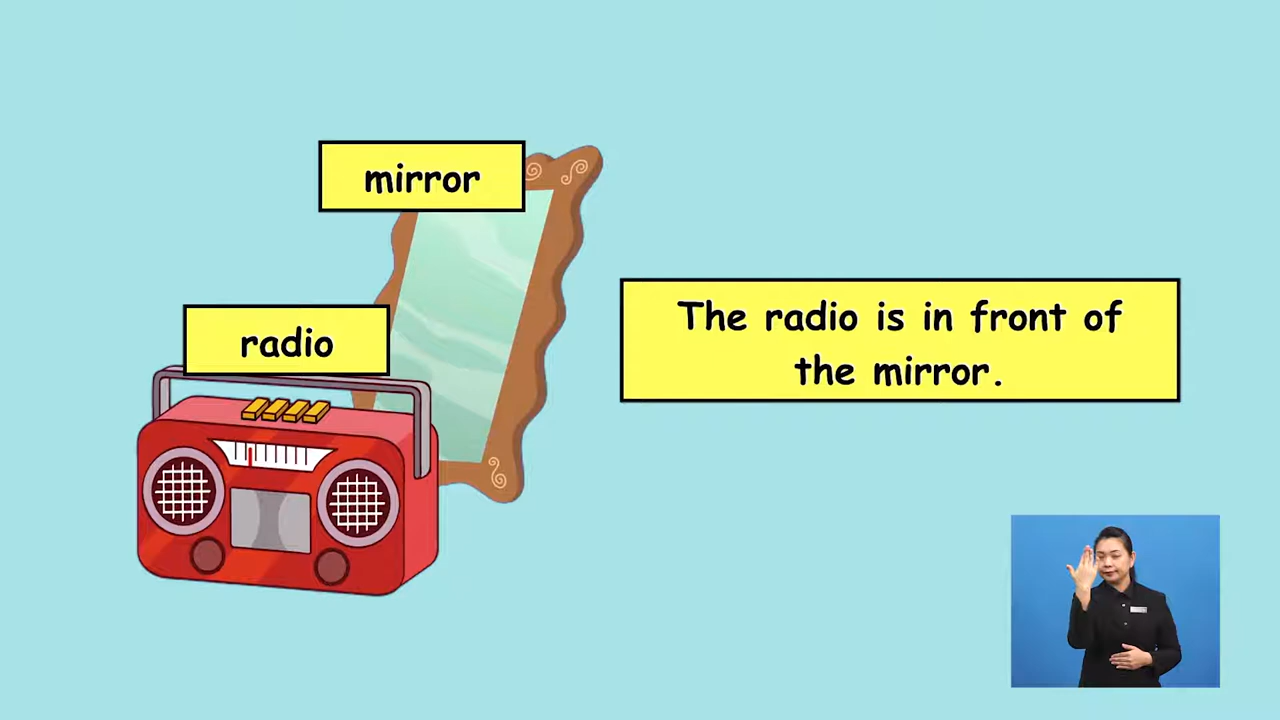 mirror
radio
The radio is in front of
the mirror.